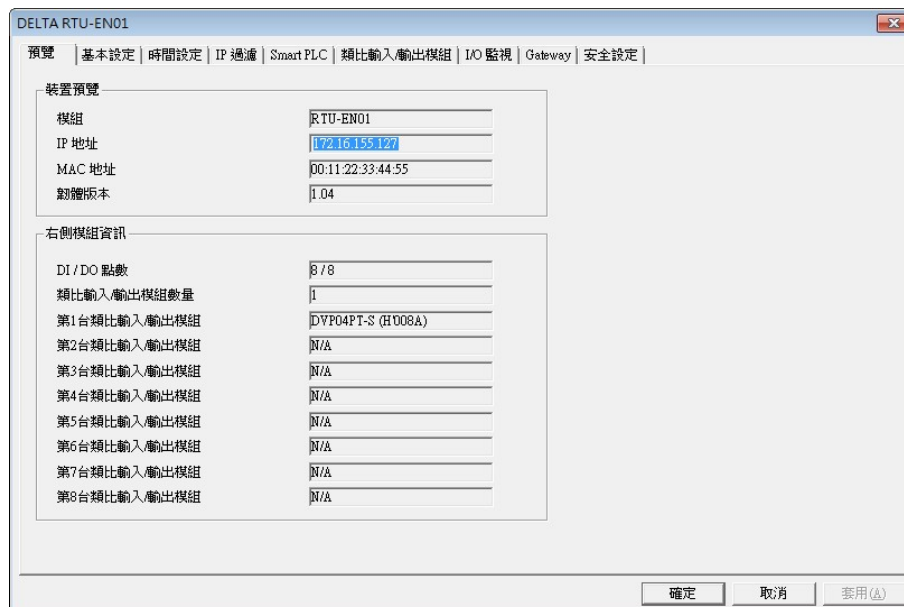 DELTA RTU-EN01
預覽 基本設定 時間設定 IP 過濾 Smart PLC 類比輸入/輸出模組 I/O 監視 Gateway 安全設定
裝置預覽
模組 RTU-EN01
IP 地址 172.16.155.127
MAC 地址 00:11:22:33:44:55
韌體版本 1.04
右側模組資訊
DI / DO 點數 8 / 8
類比輸入/輸出模組數量 1
第1台類比輸入/輸出模組 DVP04PT-S (H'008A)
第2台類比輸入/輸出模組 N/A
第3台類比輸入/輸出模組 N/A
第4台類比輸入/輸出模組 N/A
第5台類比輸入/輸出模組 N/A
第6台類比輸入/輸出模組 N/A
第7台類比輸入/輸出模組 N/A
第8台類比輸入/輸出模組 N/A
確定 取消 套用(A)